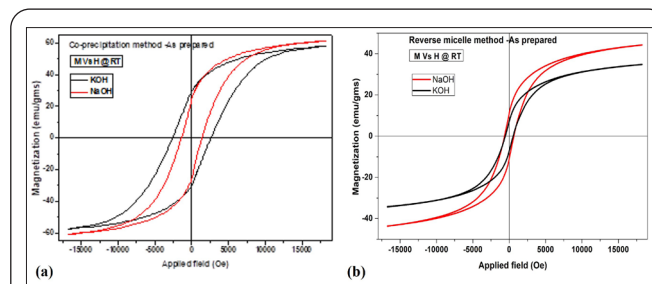 Co-precipitation method -As prepared
M Vs H @ RT
KOH
NaOH
Magnetization (emu/gms)
60
40
20
0
-20
-40
-60
-15000 -10000 -5000 0 5000 10000 15000
Applied field (Oe)
(a)
Reverse micelle method -As prepared
M Vs H @ RT
NaOH
KOH
Magnetization (emu/gms)
40
20
0
-20
-40
-15000 -10000 -5000 0 5000 10000 15000
Applied field (Oe)
(b)